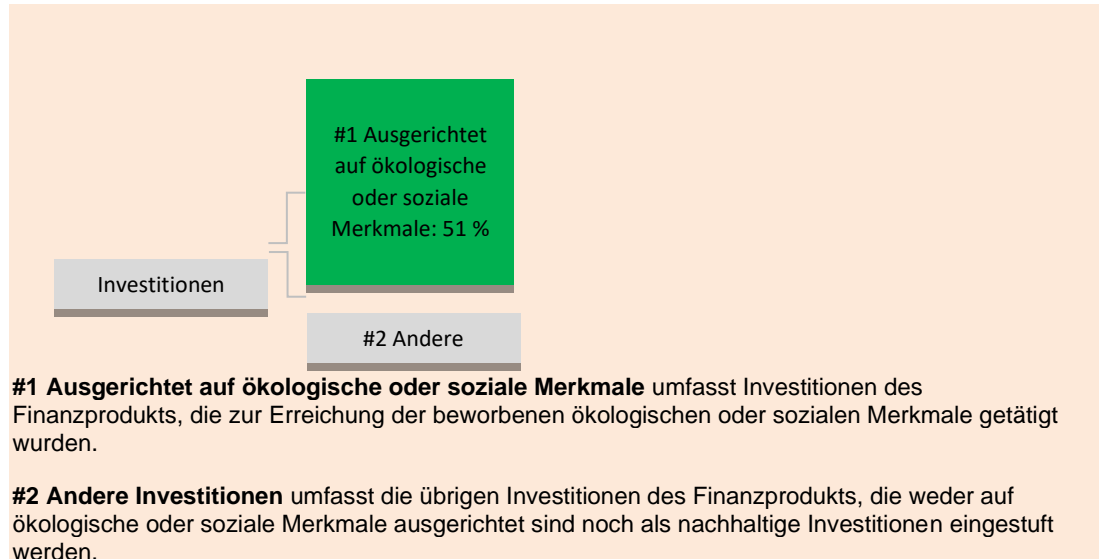 #1 Ausgerichtet
auf ökologische
oder soziale
Merkmale: 51 %
Investitionen
#2 Andere
#1 Ausgerichtet auf ökologische oder soziale Merkmale umfasst Investitionen des
Finanzprodukts, die zur Erreichung der beworbenen ökologischen oder sozialen Merkmale getätigt
wurden.
#2 Andere Investitionen umfasst die übrigen Investitionen des Finanzprodukts, die weder auf
ökologische oder soziale Merkmale ausgerichtet sind noch als nachhaltige Investitionen eingestuft
werden.